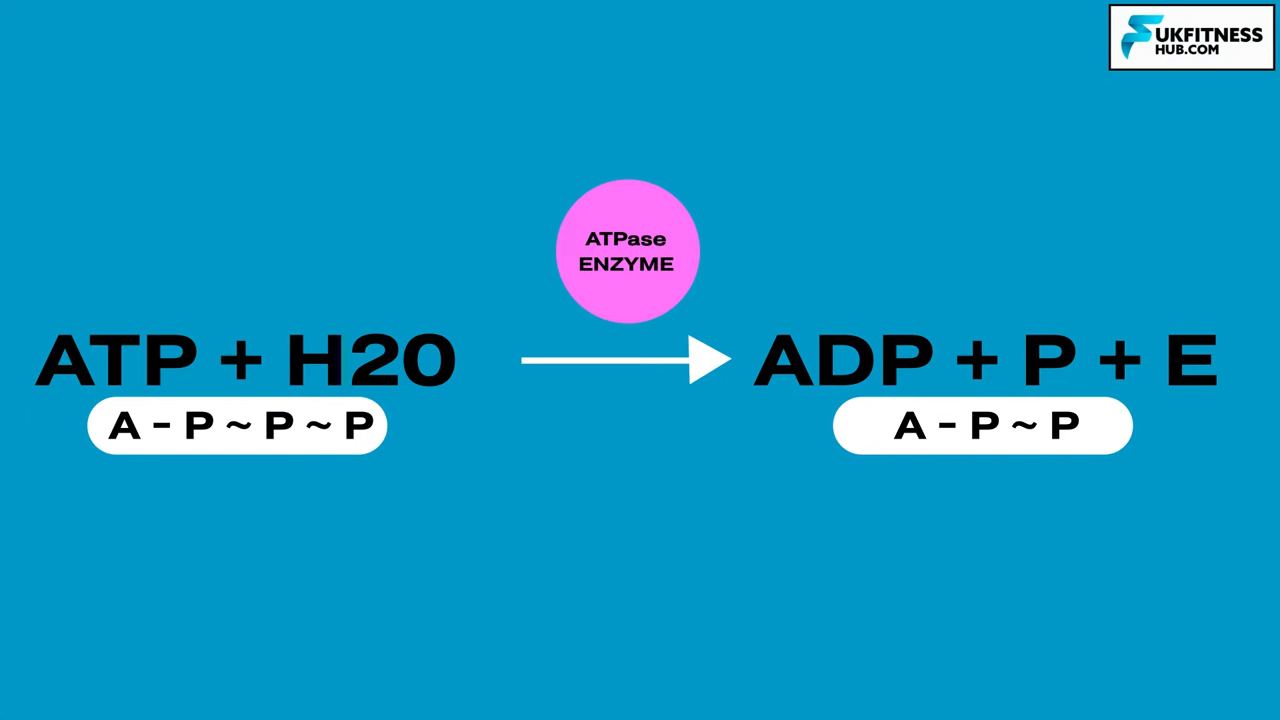 UKFITNESS
HUB.COM
ATPase
ENZYME
ATP + H20
ADP + P + E
A - P ~ P ~ P
A - P ~ P